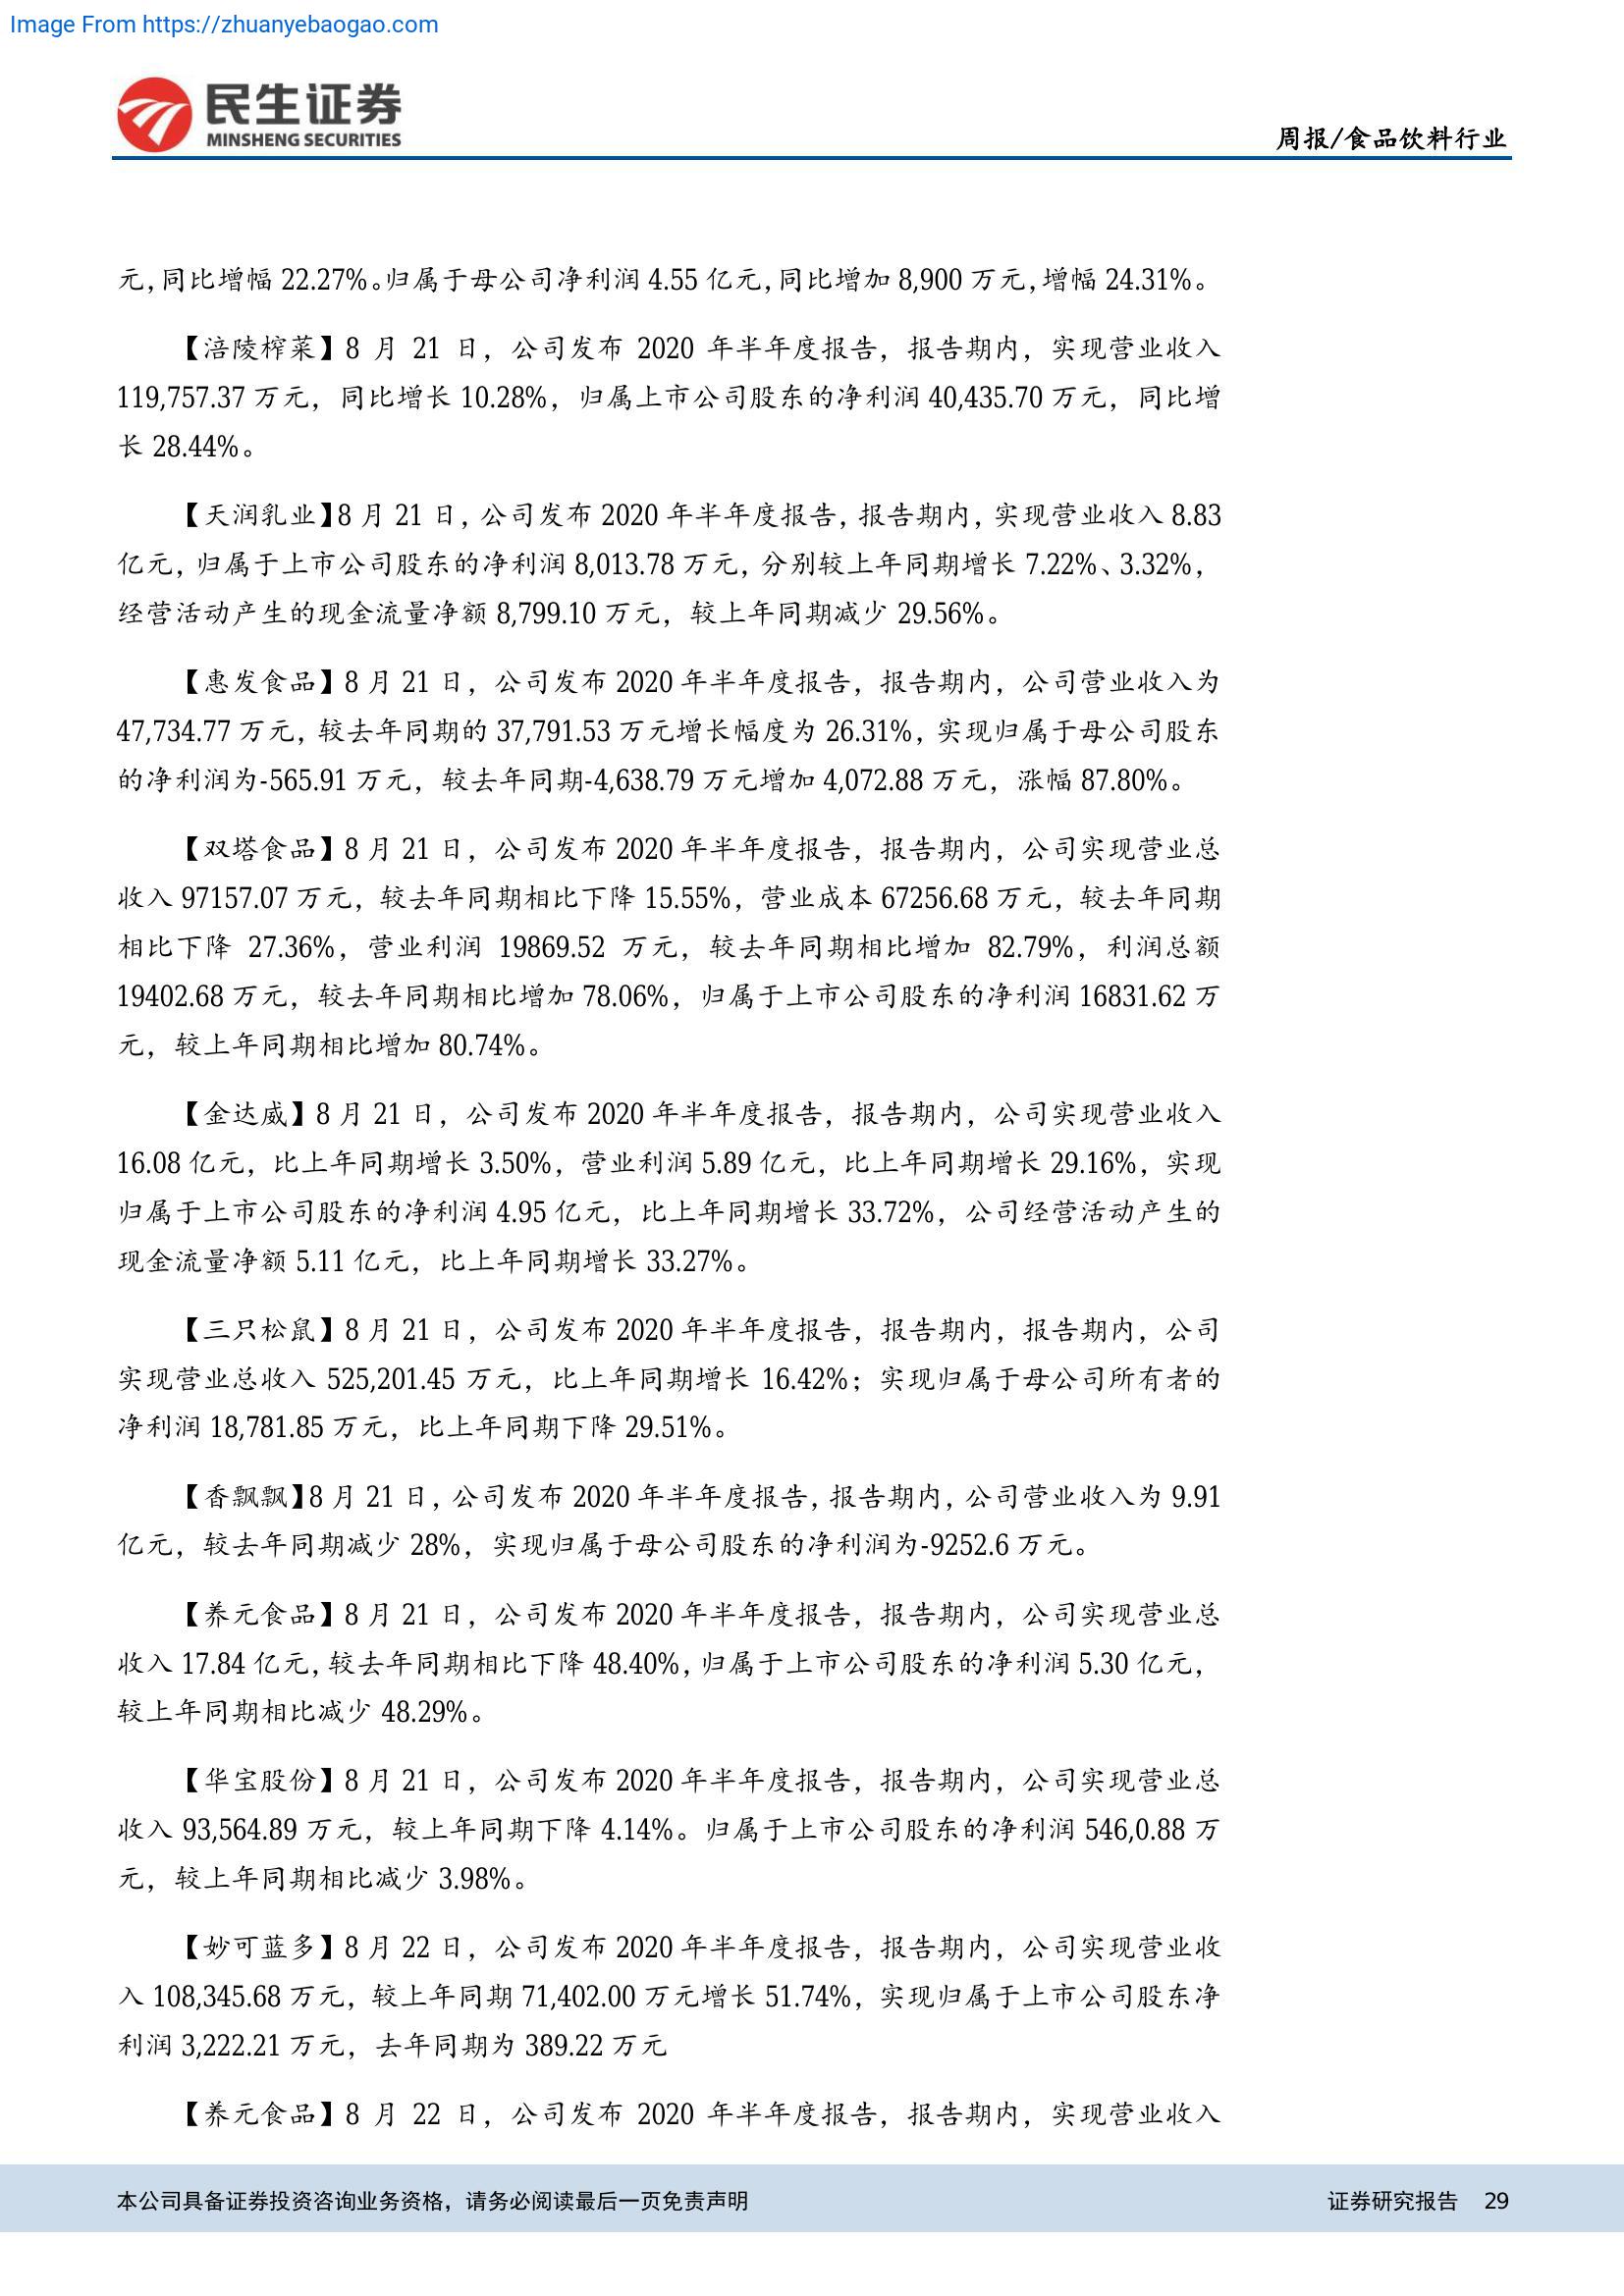 Image From https://zhuanyebaogao.com
民生证券
MINSHENG SECURITIES
周报/食品饮料行业
元，同比增幅 22.27%。归属于母公司净利润 4.55 亿元，同比增加 8,900 万元，增幅 24.31%。
【涪陵榨菜】8 月 21 日，公司发布 2020 年半年度报告，报告期内，实现营业收入
119,757.37 万元，同比增长 10.28%，归属上市公司股东的净利润 40,435.70 万元，同比增
长 28.44%。
【天润乳业】8 月 21 日，公司发布 2020 年半年度报告，报告期内，实现营业收入 8.83
亿元，归属于上市公司股东的净利润 8,013.78 万元，分别较上年同期增长 7.22%、3.32%，
经营活动产生的现金流量净额 8,799.10 万元，较上年同期减少 29.56%。
【惠发食品】8 月 21 日，公司发布 2020 年半年度报告，报告期内，公司营业收入为
47,734.77 万元，较去年同期的 37,791.53 万元增长幅度为 26.31%，实现归属于母公司股东
的净利润为-565.91 万元，较去年同期-4,638.79 万元增加 4,072.88 万元，涨幅 87.80%。
【双塔食品】8 月 21 日，公司发布 2020 年半年度报告，报告期内，公司实现营业总
收入 97157.07 万元，较去年同期相比下降 15.55%，营业成本 67256.68 万元，较去年同期
相比下降 27.36%，营业利润 19869.52 万元，较去年同期相比增加 82.79%，利润总额
19402.68 万元，较去年同期相比增加 78.06%，归属于上市公司股东的净利润 16831.62 万
元，较上年同期相比增加 80.74%。
【金达威】8 月 21 日，公司发布 2020 年半年度报告，报告期内，公司实现营业收入
16.08 亿元，比上年同期增长 3.50%，营业利润 5.89 亿元，比上年同期增长 29.16%，实现
归属于上市公司股东的净利润 4.95 亿元，比上年同期增长 33.72%，公司经营活动产生的
现金流量净额 5.11 亿元，比上年同期增长 33.27%。
【三只松鼠】8 月 21 日，公司发布 2020 年半年度报告，报告期内，报告期内，公司
实现营业总收入 525,201.45 万元，比上年同期增长 16.42%；实现归属于母公司所有者的
净利润 18,781.85 万元，比上年同期下降 29.51%。
【香飘飘】8 月 21 日，公司发布 2020 年半年度报告，报告期内，公司营业收入为 9.91
亿元，较去年同期减少 28%，实现归属于母公司股东的净利润为-9252.6 万元。
【养元食品】8 月 21 日，公司发布 2020 年半年度报告，报告期内，公司实现营业总
收入 17.84 亿元，较去年同期相比下降 48.40%，归属于上市公司股东的净利润 5.30 亿元，
较上年同期相比减少 48.29%。
【华宝股份】8 月 21 日，公司发布 2020 年半年度报告，报告期内，公司实现营业总
收入 93,564.89 万元，较上年同期下降 4.14%。归属于上市公司股东的净利润 546,0.88 万
元，较上年同期相比减少 3.98%。
【妙可蓝多】8 月 22 日，公司发布 2020 年半年度报告，报告期内，公司实现营业收
入 108,345.68 万元，较上年同期 71,402.00 万元增长 51.74%，实现归属于上市公司股东净
利润 3,222.21 万元，去年同期为 389.22 万元
【养元食品】8 月 22 日，公司发布 2020 年半年度报告，报告期内，实现营业收入
本公司具备证券投资咨询业务资格，请务必阅读最后一页免责声明
证券研究报告 29